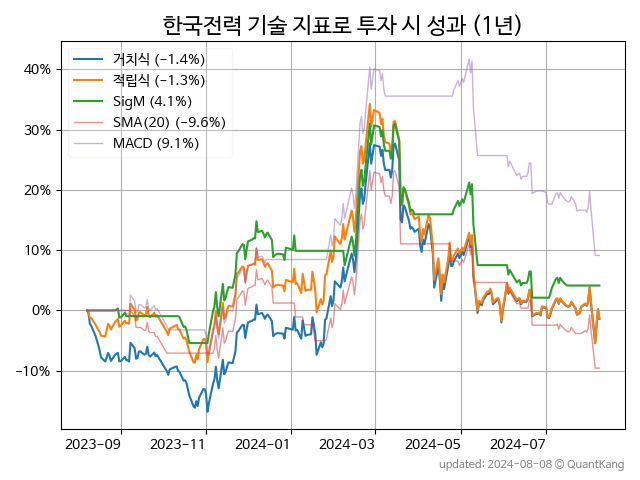 한국전력 기술 지표로 투자 시 성과 (1년)
거치식 (−1.4%)
적립식 (−1.3%)
SigM (4.1%)
SMA(20) (−9.6%)
MACD (9.1%)
40%
30%
20%
10%
0%
−10%
2023-09
2023-11
2024-01
2024-03
2024-05
2024-07
updated: 2024-08-08 © QuantKang